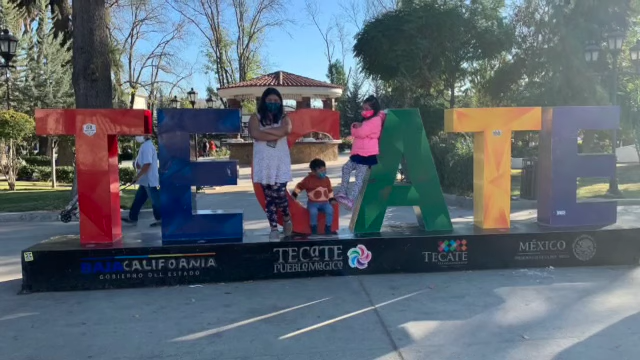 TECATE
BAJA CALIFORNIA
GOBIERNO DEL ESTADO
TECATE
PUEBLO MÁGICO
TECATE
MÉXICO